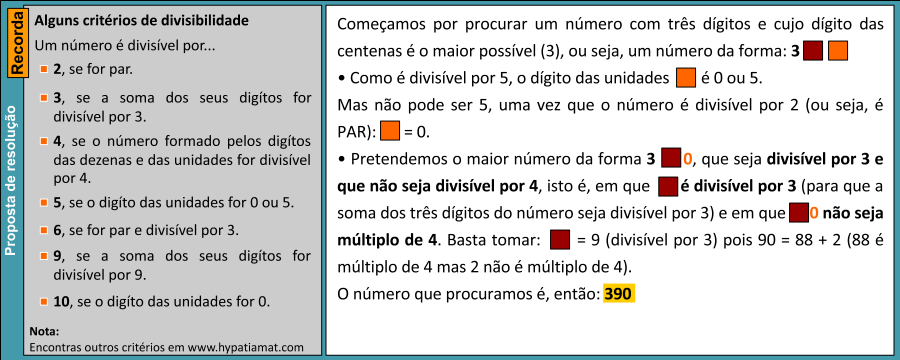 Recorda
Proposta de resolução
Alguns critérios de divisibilidade
Um número é divisível por...
2, se for par.
3, se a soma dos seus digítos for
divisível por 3.
4, se o número formado pelos digítos
das dezenas e das unidades for divisível
por 4.
5, se o digíto das unidades for 0 ou 5.
6, se for par e divisível por 3.
9, se a soma dos seus digítos for
divisível por 9.
10, se o digíto das unidades for 0.
Nota:
Encontras outros critérios em www.hypatiamat.com
Começamos por procurar um número com três dígitos e cujo dígito das
centenas é o maior possível (3), ou seja, um número da forma: 3
• Como é divisível por 5, o dígito das unidades é 0 ou 5.
Mas não pode ser 5, uma vez que o número é divisível por 2 (ou seja, é
PAR): = 0.
• Pretendemos o maior número da forma 3 0, que seja divisível por 3 e
que não seja divisível por 4, isto é, em que é divisível por 3 (para que a
soma dos três dígitos do número seja divisível por 3) e em que 0 não seja
múltiplo de 4. Basta tomar: = 9 (divisível por 3) pois 90 = 88 + 2 (88 é
múltiplo de 4 mas 2 não é múltiplo de 4).
O número que procuramos é, então: 390